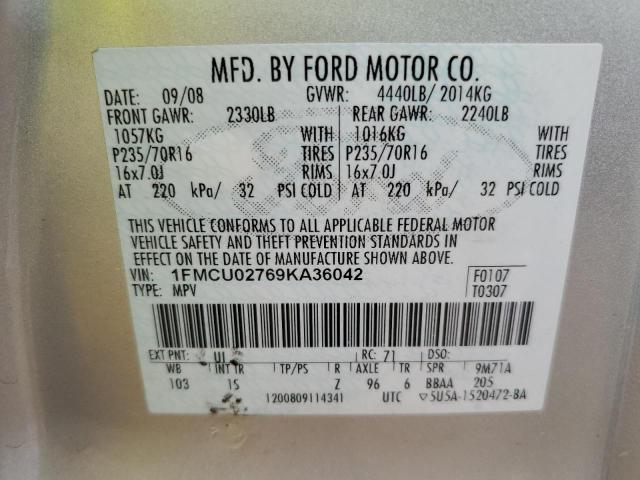 MFD. BY FORD MOTOR CO.
DATE: 09/08 GVWR: 4440LB/ 2014KG
FRONT GAWR: 2330LB REAR GAWR: 2240LB
1057KG WITH 1016KG WITH
P235/70R16 TIRES P235/70R16 TIRES
16x7.0J RIMS 16x7.0J RIMS
AT 220 kPa/ 32 PSI COLD AT 220 kPa/ 32 PSI COLD
THIS VEHICLE CONFORMS TO ALL APPLICABLE FEDERAL MOTOR
VEHICLE SAFETY AND THEFT PREVENTION STANDARDS IN
EFFECT ON THE DATE OF MANUFACTURE SHOWN ABOVE.
VIN: 1FMCU02769KA36042 F0107
TYPE: MPV T0307
EXT PNT: UI RC: 71 DSO:
WB INT TR TP/PS R AXLE TR SPR 9M71A
103 1S Z 96 6 BBAA 205
1200809114341 UTC ▽5U5A-1520472-BA